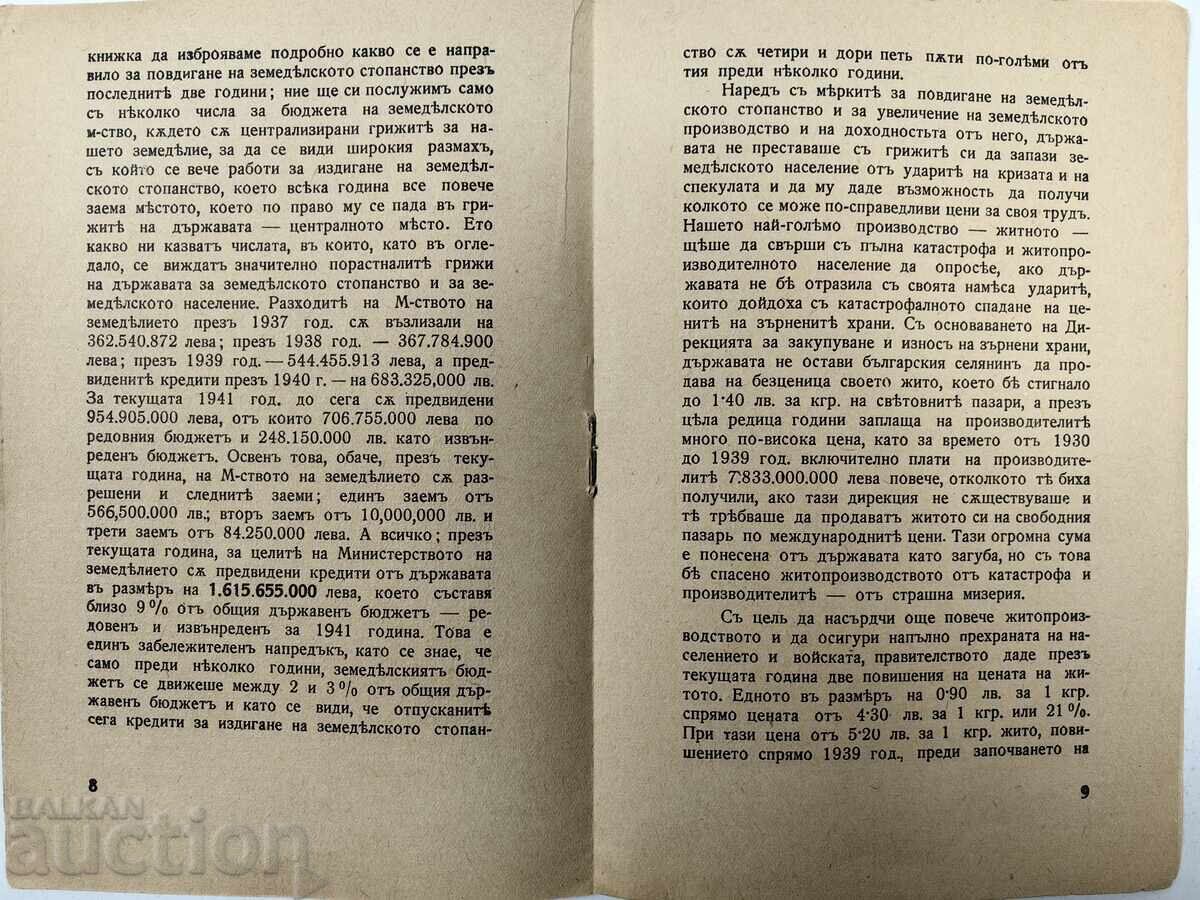 книжка да изброяваме подробно какво се е напра-
вило за повдигане на земедѣлското стопанство презъ
последнитѣ две години; ние ще си послужимъ само
съ нѣколко числа за бюджета на земедѣлското
м-ство, кѫдето сѫ централизирани грижитѣ за на-
шето земедѣлие, за да се види широкия размахъ,
съ който се вече работи за издигане на земедѣл-
ското стопанство, което всѣка година все повече
заема мѣстото, което по право му се пада въ гри-
житѣ на държавата — централното мѣсто. Ето
какво ни казватъ числата, въ които, като въ огле-
дало, се виждатъ значително порасналитѣ грижи
на държавата за земедѣлското стопанство и за зе-
медѣлското население. Разходитѣ на М-ството на
земедѣлието презъ 1937 год. сѫ възлизали на
362.540.872 лева; презъ 1938 год. — 367.784.900
лева; презъ 1939 год. — 544.455.913 лева, а пред-
виденитѣ кредити презъ 1940 г. — на 683.325,000 лв.
За текущата 1941 год. до сега сѫ предвидени
954.905.000 лева, отъ които 706.755.000 лева по
редовния бюджетъ и 248.150.000 лв. като извън-
реденъ бюджетъ. Освенъ това, обаче, презъ теку-
щата година, на М-ството на земедѣлието сѫ раз-
решени и следнитѣ заеми; единъ заемъ отъ
566,500.000 лв.; вторъ заемъ отъ 10,000,000 лв. и
трети заемъ отъ 84.250.000 лева. А всичко; презъ
текущата година, за целитѣ на Министерството на
земедѣлието сѫ предвидени кредити отъ държавата
въ размѣръ на 1.615.655.000 лева, което съставя
близо 9% отъ общия държавенъ бюджетъ — ре-
довенъ и извънреденъ за 1941 година. Това е
единъ забележителенъ напредъкъ, като се знае, че
само преди нѣколко години, земедѣлскиятъ бюд-
жетъ се движеше между 2 и 3% отъ общия дър-
жавенъ бюджетъ и като се види, че отпусканитѣ
сега кредити за издигане на земедѣлското стопан-
8
ство сѫ четири и дори петь пѫти по-голѣми отъ
тия преди нѣколко години.
Наредъ съ мѣркитѣ за повдигане на земедѣл-
ското стопанство и за увеличение на земедѣлското
производство и на доходностьта отъ него, държа-
вата не преставаше съ грижитѣ си да запази зе-
медѣлското население отъ ударитѣ на кризата и на
спекулата и да му даде възможность да получи
колкото се може по-справедливи цени за своя трудъ.
Нашето най-голѣмо производство — житното —
щѣше да свърши съ пълна катастрофа и житопро-
изводителното население да опросѣе, ако дър-
жавата не бѣ отразила съ своята намѣса ударитѣ,
които дойдоха съ катастрофалното спадане на це-
нитѣ на зърненитѣ храни. Съ основаването на Ди-
рекцията за закупуване и износъ на зърнени храни,
държавата не остави българския селянинъ да про-
дава на безценица своето жито, което бѣ стигнало
до 1·40 лв. за кгр. на свѣтовнитѣ пазари, а презъ
цѣла редица години заплаща на производителитѣ
много по-висока цена, като за времето отъ 1930
до 1939 год. включително плати на производите-
литѣ 7.833.000.000 лева повече, отколкото тѣ биха
получили, ако тази дирекция не сѫществуваше и
тѣ трѣбваше да продаватъ житото си на свободния
пазарь по международнитѣ цени. Тази огромна сума
е понесена отъ държавата като загуба, но съ това
бѣ спасено житопроизводството отъ катастрофа и
производителитѣ — отъ страшна мизерия.
Съ цель да насърдчи още повече житопроиз-
водството и да осигури напълно прехраната на на-
селението и войската, правителството даде презъ
текущата година две повишения на цената на жи-
тото. Едното въ размѣръ на 0·90 лв. за 1 кгр.
спрямо цената отъ 4·30 лв. за 1 кгр. или 21%.
При тази цена отъ 5·20 лв. за 1 кгр. жито, пови-
шението спрямо 1939 год., преди започването на
9
BALKAN
auction